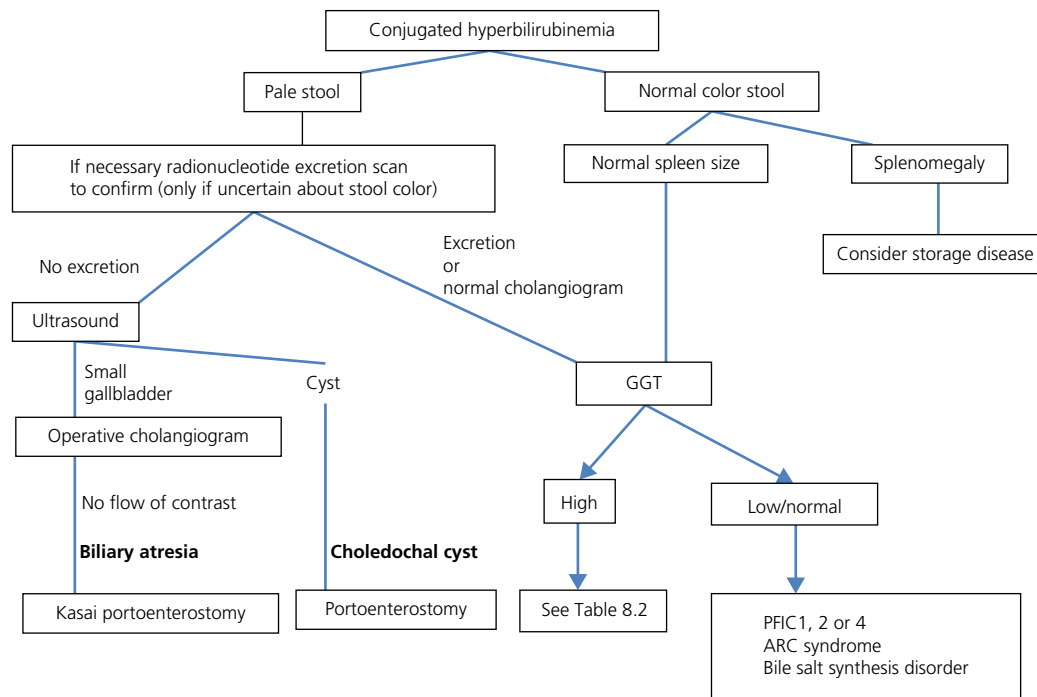 Conjugated hyperbilirubinemia
Pale stool
Normal color stool
If necessary radionucleotide excretion scan
to confirm (only if uncertain about stool color)
Normal spleen size
Splenomegaly
Consider storage disease
No excretion
Excretion
or
normal cholangiogram
Ultrasound
Small
gallbladder
Cyst
GGT
Operative cholangiogram
No flow of contrast
High
Low/normal
Biliary atresia
Choledochal cyst
Kasai portoenterostomy
Portoenterostomy
See Table 8.2
PFIC1, 2 or 4
ARC syndrome
Bile salt synthesis disorder